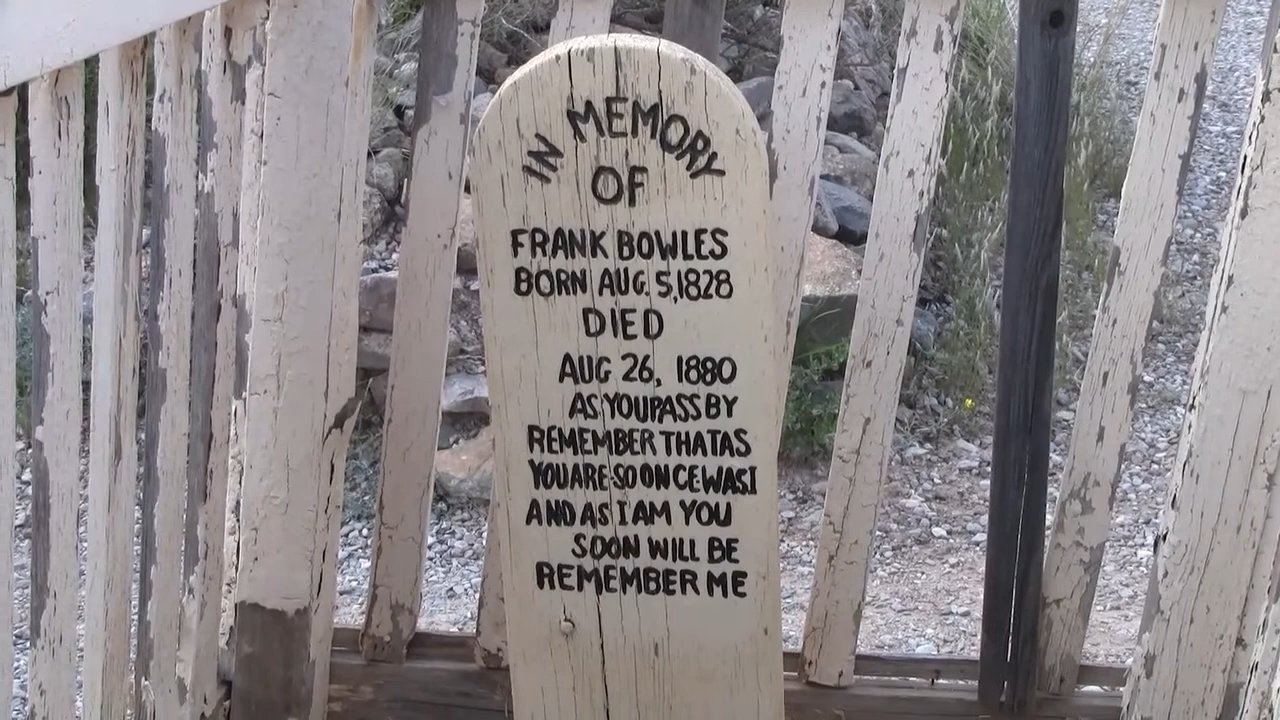 IN MEMORY
OF
FRANK BOWLES
BORN AUG. 5, 1828
DIED
AUG 26, 1880
AS YOU PASS BY
REMEMBER THAT AS
YOU ARE SO ONCE WAS I
AND AS I AM YOU
SOON WILL BE
REMEMBER ME